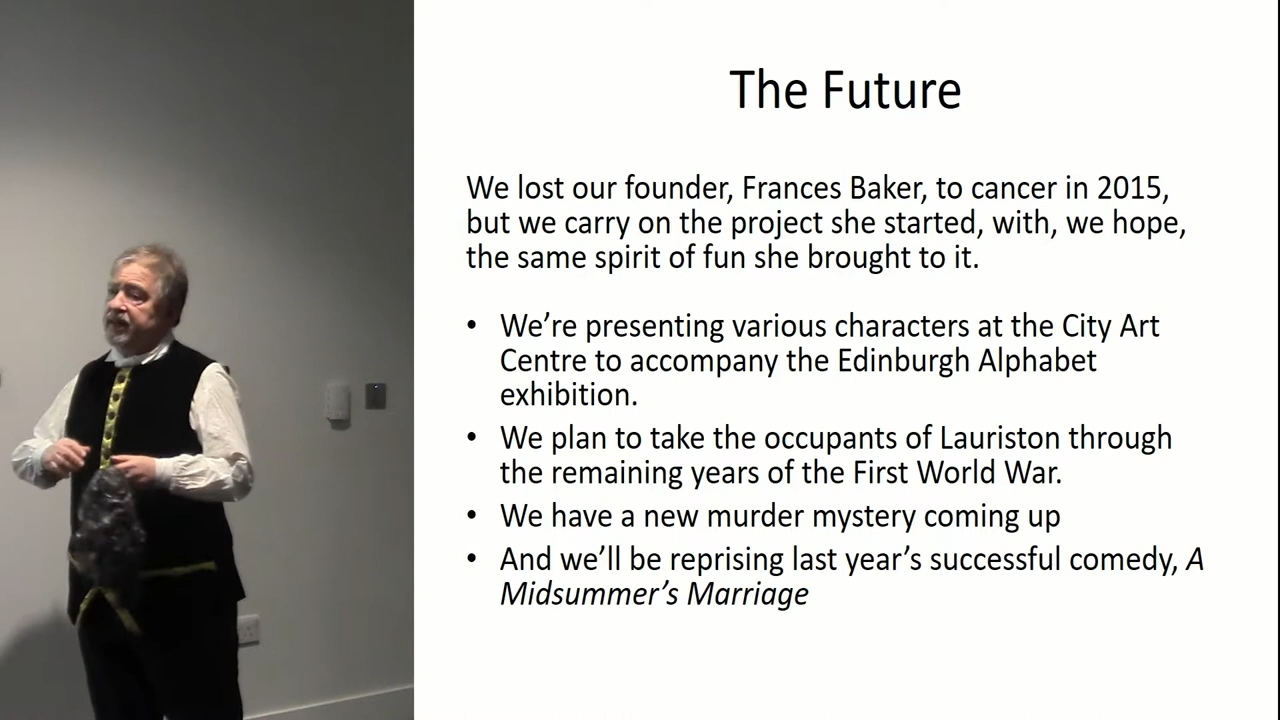 The Future
We lost our founder, Frances Baker, to cancer in 2015,
but we carry on the project she started, with, we hope,
the same spirit of fun she brought to it.
• We’re presenting various characters at the City Art
Centre to accompany the Edinburgh Alphabet
exhibition.
• We plan to take the occupants of Lauriston through
the remaining years of the First World War.
• We have a new murder mystery coming up
• And we’ll be reprising last year’s successful comedy, A
Midsummer’s Marriage